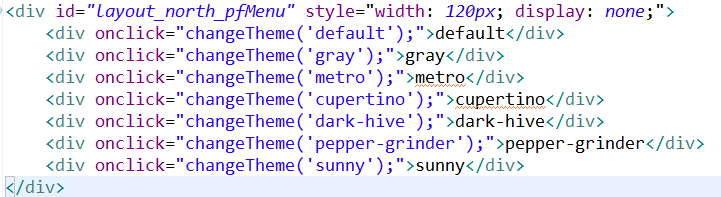 <div id="layout_north_pfMenu" style="width: 120px; display: none;">
<div onclick="changeTheme('default');">default</div>
<div onclick="changeTheme('gray');">gray</div>
<div onclick="changeTheme('metro');">metro</div>
<div onclick="changeTheme('cupertino');">cupertino</div>
<div onclick="changeTheme('dark-hive');">dark-hive</div>
<div onclick="changeTheme('pepper-grinder');">pepper-grinder</div>
<div onclick="changeTheme('sunny');">sunny</div>
</div>